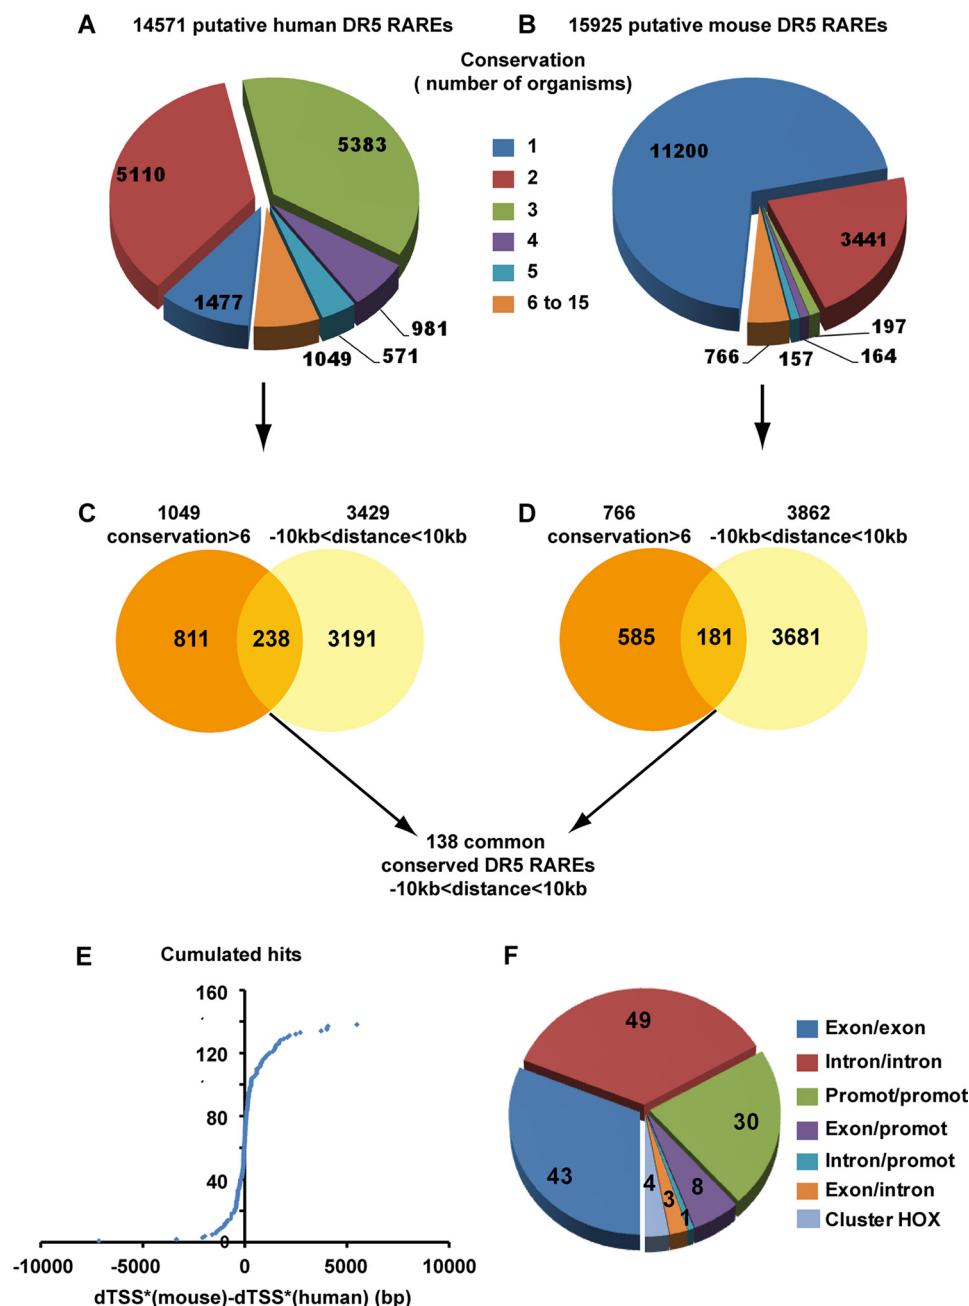 A 14571 putative human DR5 RAREs
B 15925 putative mouse DR5 RAREs
Conservation
( number of organisms)
1
2
3
4
5
6 to 15
5383
5110
1477
1049
571
981
11200
3441
197
164
157
766
C
1049
conservation>6
3429
-10kb<distance<10kb
811
238
3191
D
766
conservation>6
3862
-10kb<distance<10kb
585
181
3681
138 common
conserved DR5 RAREs
-10kb<distance<10kb
E Cumulated hits
160
120
80
40
0
-10000 -5000 0 5000 10000
dTSS*(mouse)-dTSS*(human) (bp)
F
49
30
43
8
1
3
4
Exon/exon
Intron/intron
Promot/promot
Exon/promot
Intron/promot
Exon/intron
Cluster HOX